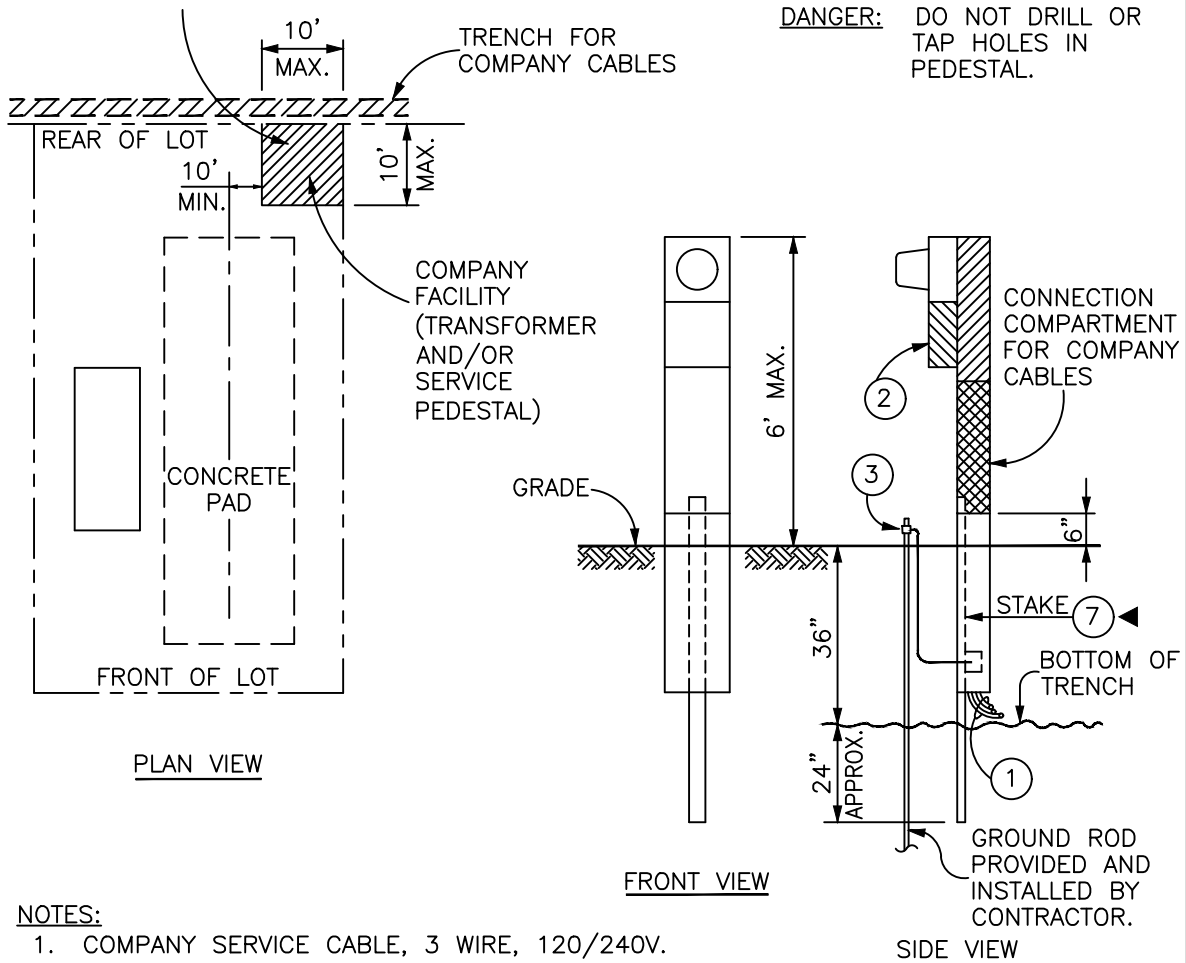 10'
MAX.
TRENCH FOR
COMPANY CABLES
DANGER: DO NOT DRILL OR
TAP HOLES IN
PEDESTAL.
REAR OF LOT
10'
MIN.
10'
MAX.
COMPANY
FACILITY
(TRANSFORMER
AND/OR
SERVICE
PEDESTAL)
CONCRETE
PAD
FRONT OF LOT
PLAN VIEW
GRADE
6' MAX.
FRONT VIEW
CONNECTION
COMPARTMENT
FOR COMPANY
CABLES
2
3
6"
36"
STAKE 7
BOTTOM OF
TRENCH
24"
APPROX.
1
GROUND ROD
PROVIDED AND
INSTALLED BY
CONTRACTOR.
SIDE VIEW
NOTES:
1. COMPANY SERVICE CABLE, 3 WIRE, 120/240V.